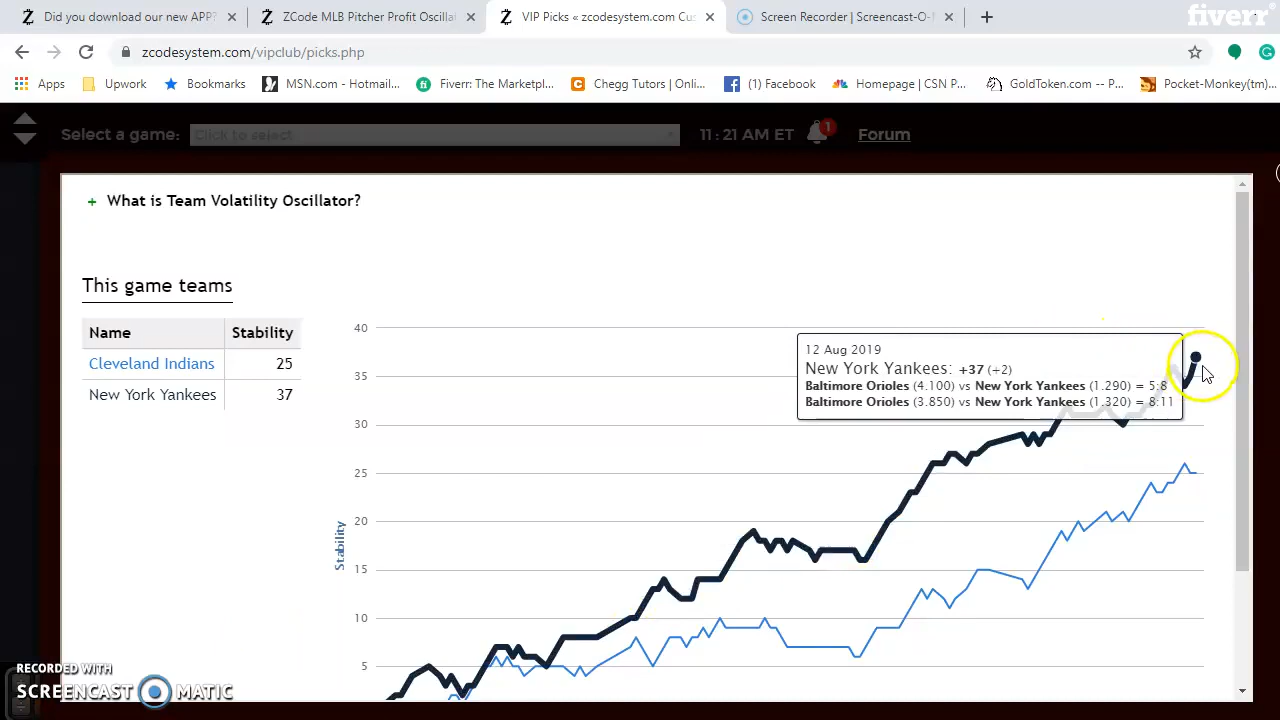 Did you download our new APP?
ZCode MLB Pitcher Profit Oscillat
VIP Picks « zcodesystem.com Cus
Screen Recorder | Screencast-O-
fiverr
zcodesystem.com/vipclub/picks.php
Apps
Upwork
Bookmarks
MSN.com - Hotmail...
Fiverr: The Marketpl...
Chegg Tutors | Onli...
(1) Facebook
Homepage | CSN P...
GoldToken.com -- P...
Pocket-Monkey(tm)...
Select a game:
Click to select
11 : 21 AM ET
1
Forum
+ What is Team Volatility Oscillator?
This game teams
Name Stability
Cleveland Indians 25
New York Yankees 37
40
35
30
25
20
15
10
5
Stability
12 Aug 2019
New York Yankees: +37 (+2)
Baltimore Orioles (4.100) vs New York Yankees (1.290) = 5:8
Baltimore Orioles (3.850) vs New York Yankees (1.320) = 8:11
RECORDED WITH
SCREENCAST MATIC